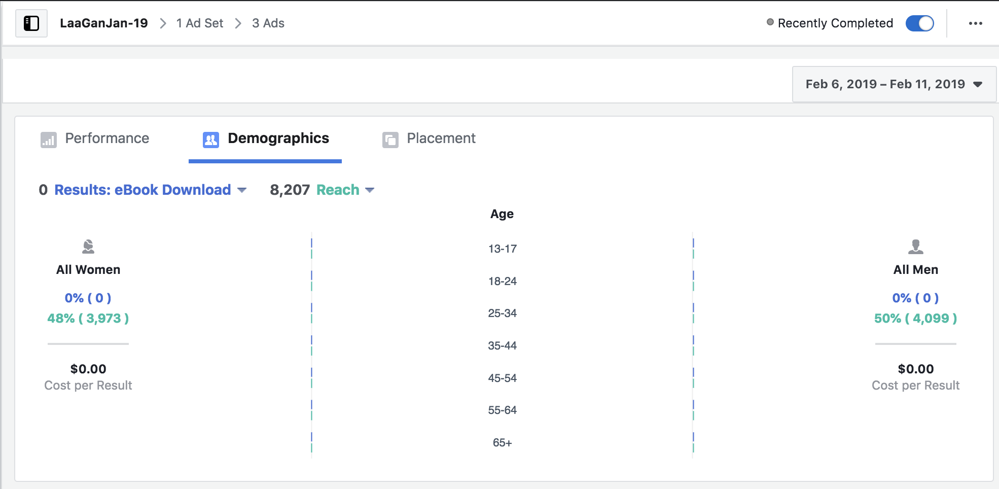 LaaGanJan-19 > 1 Ad Set > 3 Ads
Recently Completed
Feb 6, 2019 – Feb 11, 2019
Performance
Demographics
Placement
0 Results: eBook Download
8,207 Reach
Age
All Women
0% ( 0 )
48% ( 3,973 )
$0.00
Cost per Result
13-17
18-24
25-34
35-44
45-54
55-64
65+
All Men
0% ( 0 )
50% ( 4,099 )
$0.00
Cost per Result